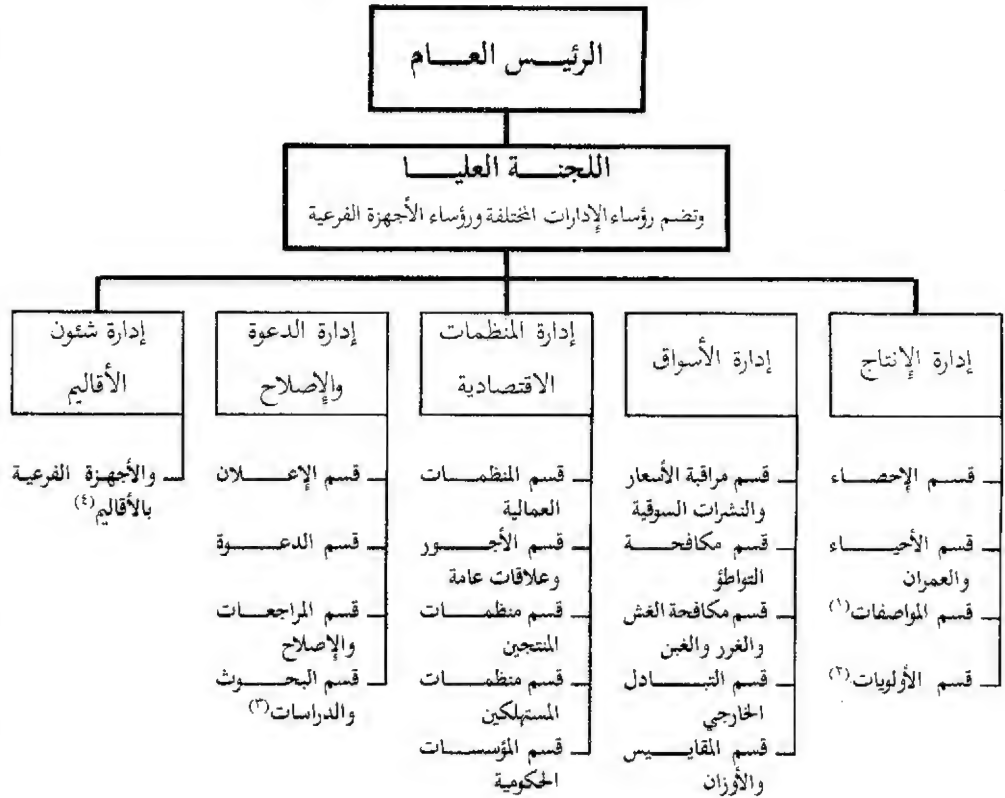 الرئيس العام
اللجنة العليا
وتضم رؤساء الإدارات المختلفة ورؤساء الأجهزة الفرعية
إدارة الإنتاج
قسم الإحصاء
قسم الأحياء
والعمران
قسم المواصفات(١)
قسم الأولويات(٢)
إدارة الأسواق
قسم مراقبة الأسعار
والنشرات السوقية
قسم مكافحة
التواطؤ
قسم مكافحة الغش
والغرر والغبن
قسم التبادل
الخارجي
قسم المقاييس
والأوزان
إدارة المنظمات
الاقتصادية
قسم المنظمات
العمالية
قسم الأجور
وعلاقات عامة
قسم منظمات
المنتجين
قسم منظمات
المستهلكين
قسم المؤسسات
الحكومية
إدارة الدعوة
والإصلاح
قسم الإعلان
قسم الدعوة
قسم المراجعات
والإصلاح
قسم البحوث
والدراسات(٣)
إدارة شئون
الأقاليم
والأجهزة الفرعية
بالأقاليم(٤)